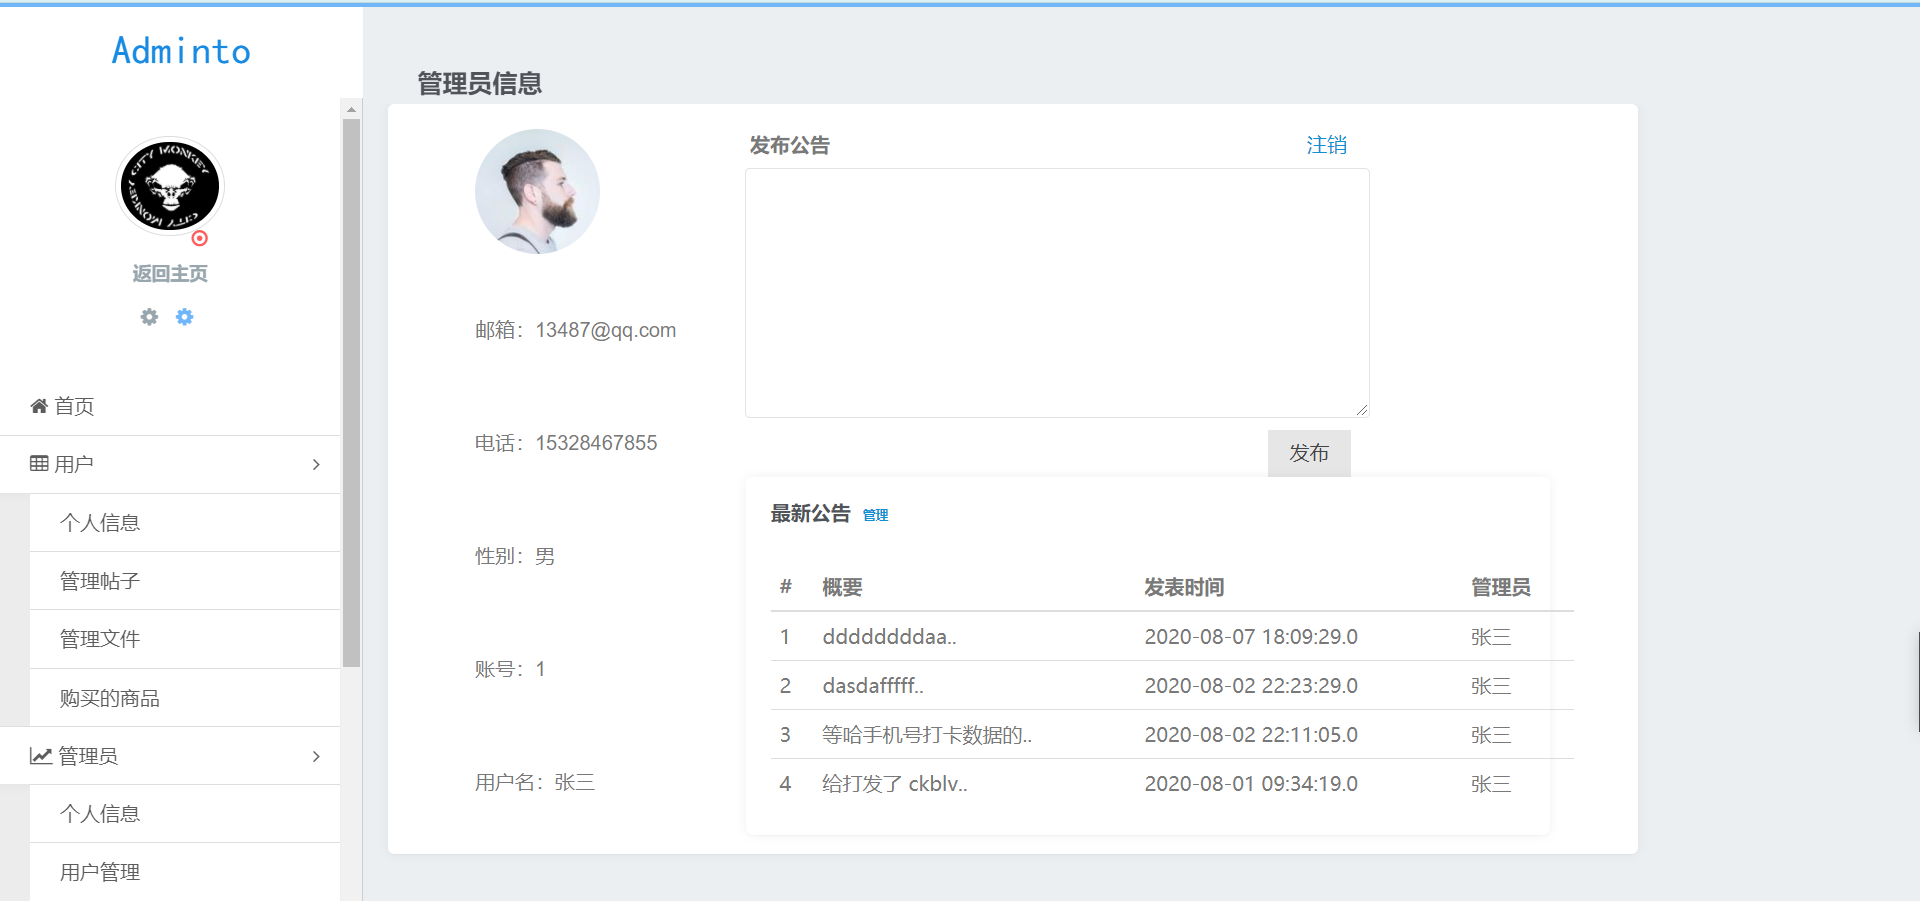 Adminto
CITY MONKEY
CITY MONKEY
返回主页
首页
用户
个人信息
管理帖子
管理文件
购买的商品
管理员
个人信息
用户管理
管理员信息
邮箱：13487@qq.com
电话：15328467855
性别：男
账号：1
用户名：张三
发布公告 注销
发布
最新公告 管理
# 概要 发表时间 管理员
1 ddddddddaa.. 2020-08-07 18:09:29.0 张三
2 dasdafffff.. 2020-08-02 22:23:29.0 张三
3 等哈手机号打卡数据的.. 2020-08-02 22:11:05.0 张三
4 给打发了 ckblv.. 2020-08-01 09:34:19.0 张三